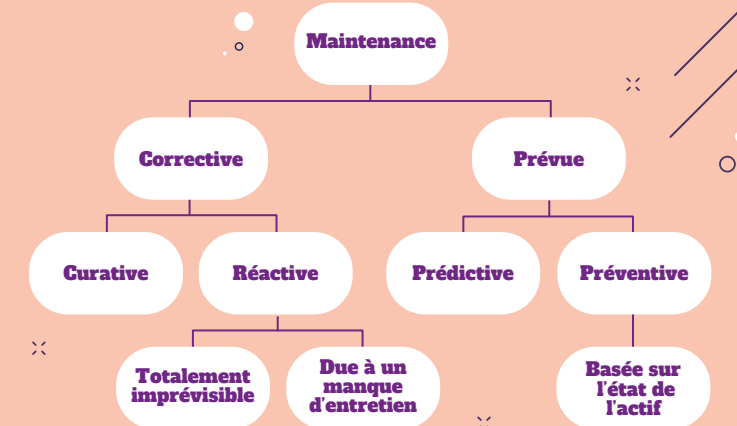 Maintenance
Corrective
Prévue
Curative
Réactive
Prédictive
Préventive
Totalement
imprévisible
Due à un
manque
d'entretien
Basée sur
l'état de
l'actif